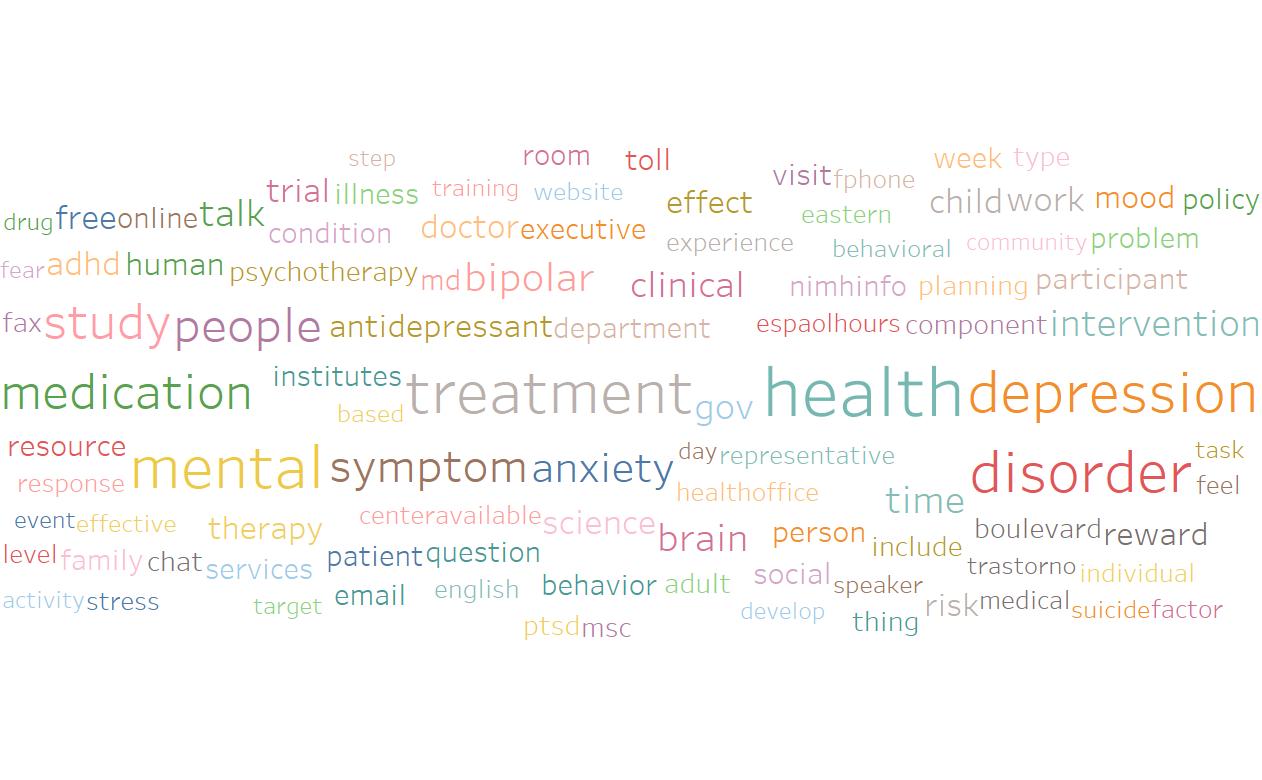 step room toll week type
trial illness training website visit fphone
drug free online talk effect eastern child work mood policy
condition doctor executive experience behavioral community problem
fear adhd human psychotherapy md bipolar clinical nimhinfo planning participant
fax study people antidepressant department espaolhours component intervention
medication institutes treatment gov health depression
based
resource mental symptom anxiety day representative disorder task
response healthoffice time feel
event effective therapy centeravailable science brain person include boulevard reward
level family chat services patient question social speaker trastorno individual
activity stress target email english behavior adult develop risk medical suicide factor
ptsd msc thing